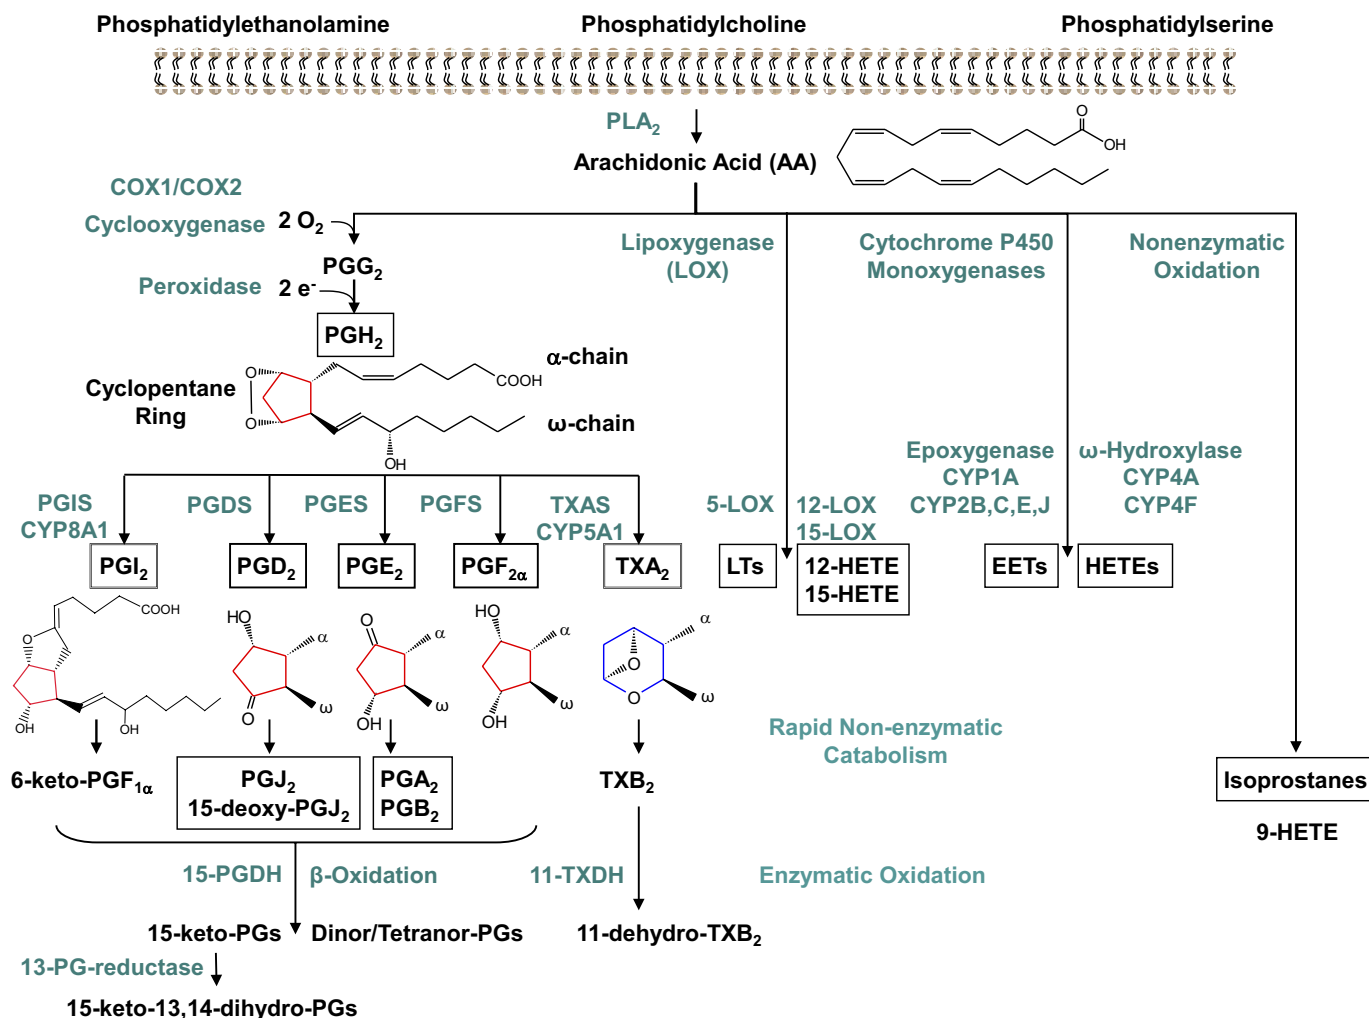 Phosphatidylethanolamine Phosphatidylcholine Phosphatidylserine
PLA2
Arachidonic Acid (AA)
O
OH
COX1/COX2
Cyclooxygenase 2 O2
PGG2
Peroxidase 2 e-
PGH2
Lipoxygenase
(LOX)
Cytochrome P450
Monoxygenases
Nonenzymatic
Oxidation
α-chain
Cyclopentane
Ring
O
O
COOH
OH
ω-chain
PGIS
CYP8A1
PGDS
PGES
PGFS
TXAS
CYP5A1
5-LOX
12-LOX
15-LOX
Epoxygenase
CYP1A
CYP2B,C,E,J
ω-Hydroxylase
CYP4A
CYP4F
PGI2
PGD2
PGE2
PGF2α
TXA2
LTs
12-HETE
15-HETE
EETs
HETEs
COOH
O
OH
OH
HO
α
ω
O
O
α
ω
OH
HO
α
ω
OH
α
ω
O
O
Rapid Non-enzymatic
Catabolism
6-keto-PGF1α
PGJ2
15-deoxy-PGJ2
PGA2
PGB2
TXB2
Isoprostanes
9-HETE
15-PGDH β-Oxidation
11-TXDH
Enzymatic Oxidation
15-keto-PGs Dinor/Tetranor-PGs
11-dehydro-TXB2
13-PG-reductase
15-keto-13,14-dihydro-PGs